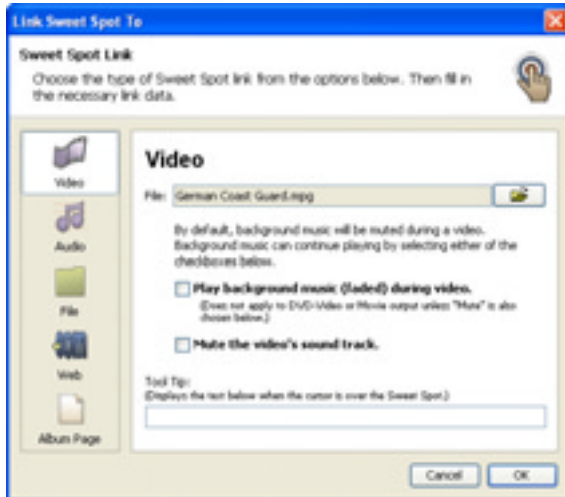 Link Sweet Spot To
Sweet Spot Link
Choose the type of Sweet Spot link from the options below. Then fill in
the necessary link data.
Video
Audio
File
Web
Album Page
Video
File: German Coast Guard.mpg
By default, background music will be muted during a video.
Background music can continue playing by selecting either of the
checkboxes below.
Play background music (faded) during video.
(Does not apply to DVD-Video or Movie output unless "Mute" is also
chosen below.)
Mute the video's sound track.
Tool Tip:
(Displays the text below when the cursor is over the Sweet Spot.)
Cancel
OK